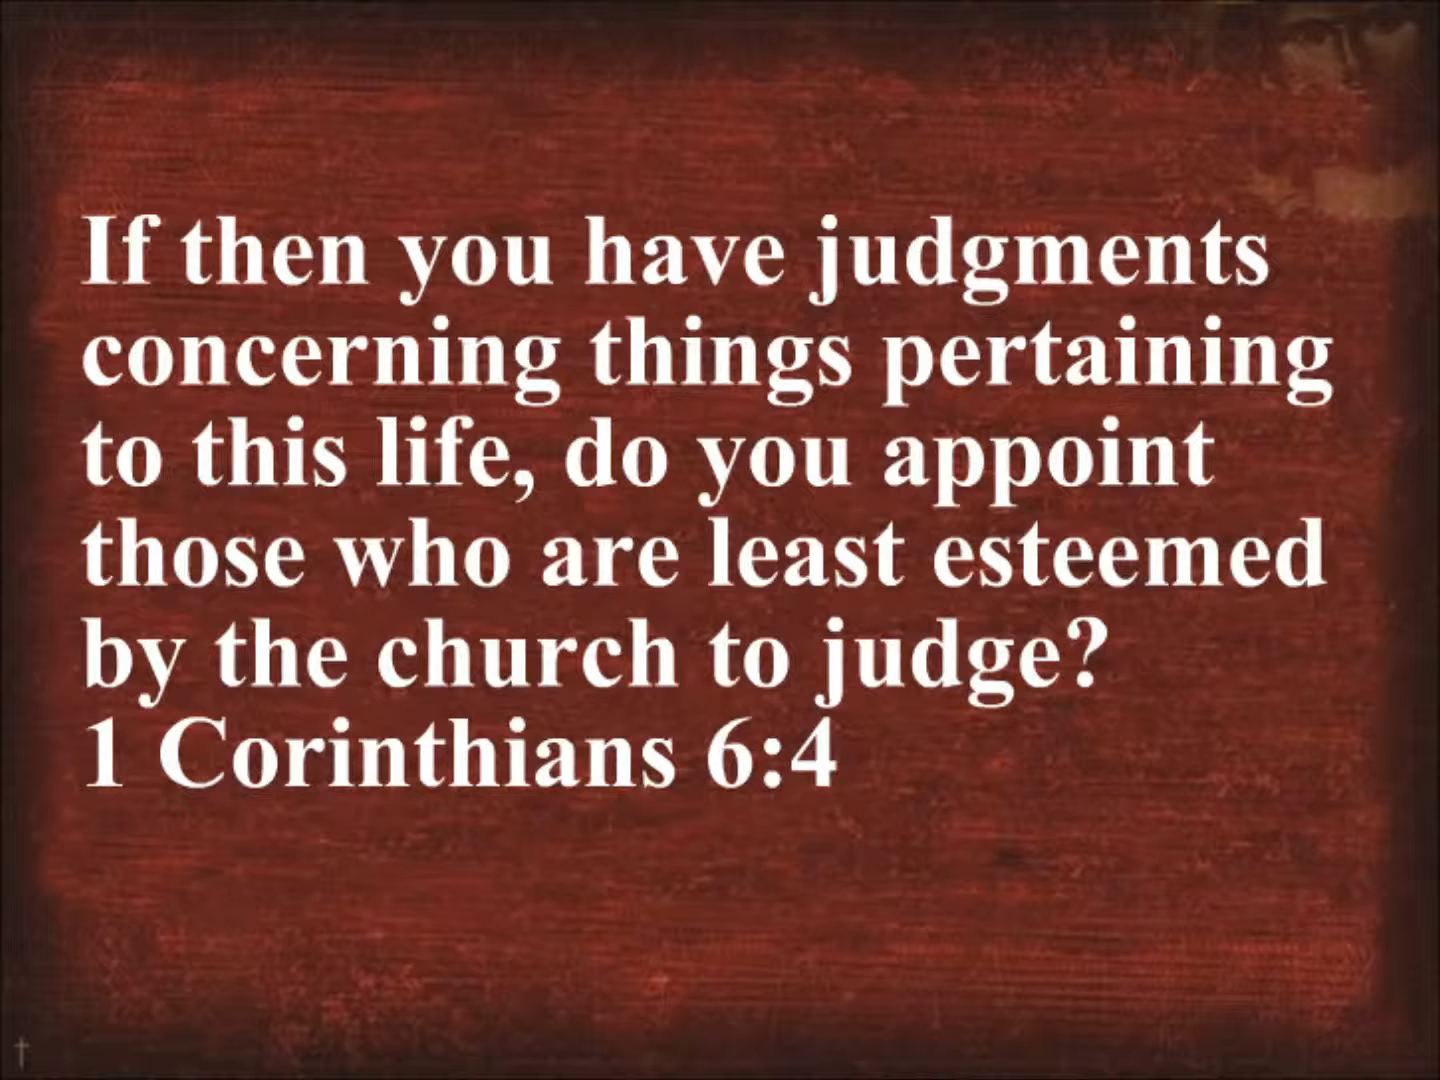 If then you have judgments
concerning things pertaining
to this life, do you appoint
those who are least esteemed
by the church to judge?
1 Corinthians 6:4